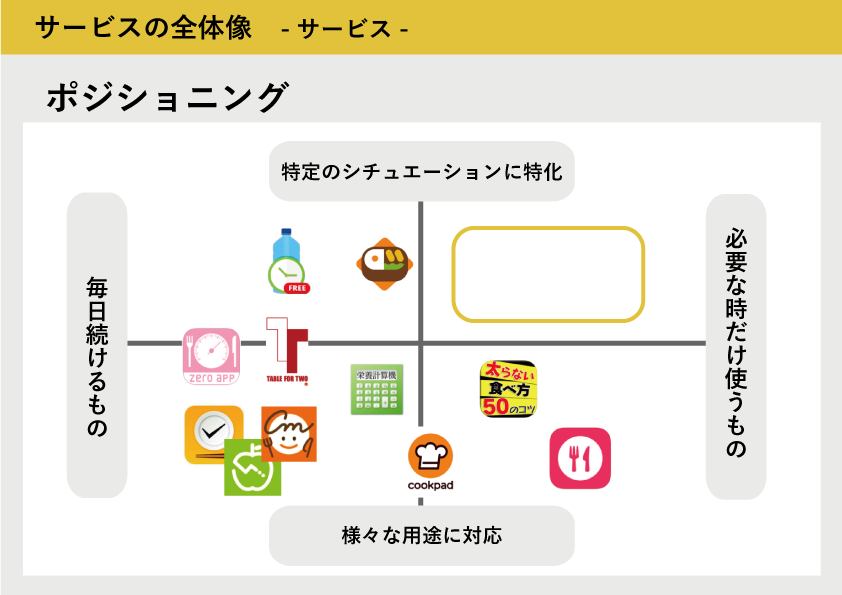 サービスの全体像 - サービス -
ポジショニング
特定のシチュエーションに特化
毎日続けるもの
必要な時だけ使うもの
FREE
zero app
TABLE FOR TWO
栄養計算機
太らない
食べ方
50のコツ
cookpad
様々な用途に対応